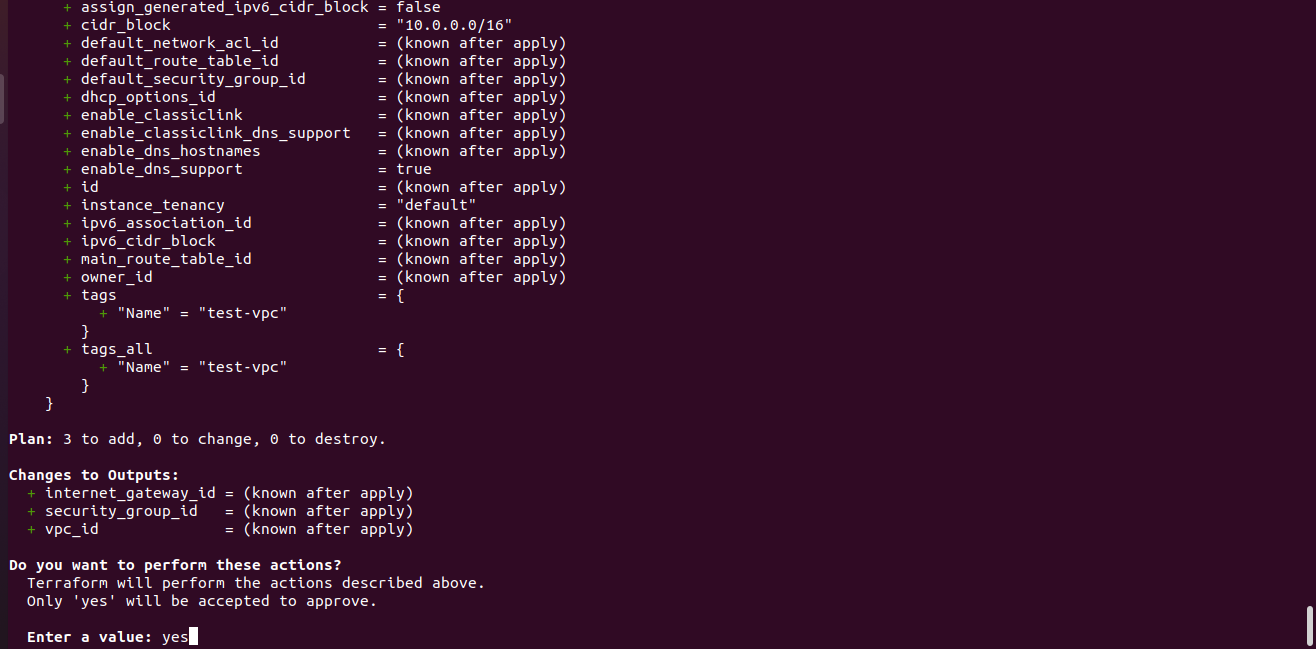 + assign_generated_ipv6_cidr_block = false
+ cidr_block = "10.0.0.0/16"
+ default_network_acl_id = (known after apply)
+ default_route_table_id = (known after apply)
+ default_security_group_id = (known after apply)
+ dhcp_options_id = (known after apply)
+ enable_classiclink = (known after apply)
+ enable_classiclink_dns_support = (known after apply)
+ enable_dns_hostnames = (known after apply)
+ enable_dns_support = true
+ id = (known after apply)
+ instance_tenancy = "default"
+ ipv6_association_id = (known after apply)
+ ipv6_cidr_block = (known after apply)
+ main_route_table_id = (known after apply)
+ owner_id = (known after apply)
+ tags = {
+ "Name" = "test-vpc"
}
+ tags_all = {
+ "Name" = "test-vpc"
}
}
Plan: 3 to add, 0 to change, 0 to destroy.
Changes to Outputs:
+ internet_gateway_id = (known after apply)
+ security_group_id = (known after apply)
+ vpc_id = (known after apply)
Do you want to perform these actions?
Terraform will perform the actions described above.
Only 'yes' will be accepted to approve.
Enter a value: yes